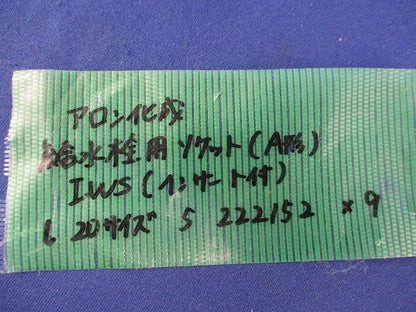 アロン化成
給水栓用ソケット(A形)
IWS(インサート付)
20サイズ 5 222152 ×9